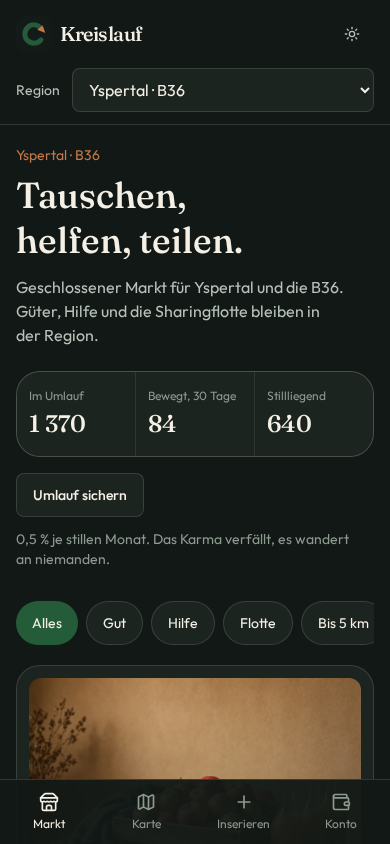 Kreislauf
Region
Yspertal · B36
Yspertal · B36
Tauschen,
helfen, teilen.
Geschlossener Markt für Yspertal und die B36.
Güter, Hilfe und die Sharingflotte bleiben in
der Region.
Im Umlauf
1 370
Bewegt, 30 Tage
84
Stillliegend
640
Umlauf sichern
0,5 % je stillen Monat. Das Karma verfällt, es wandert
an niemanden.
Alles
Gut
Hilfe
Flotte
Bis 5 km
Markt
Karte
Inserieren
Konto